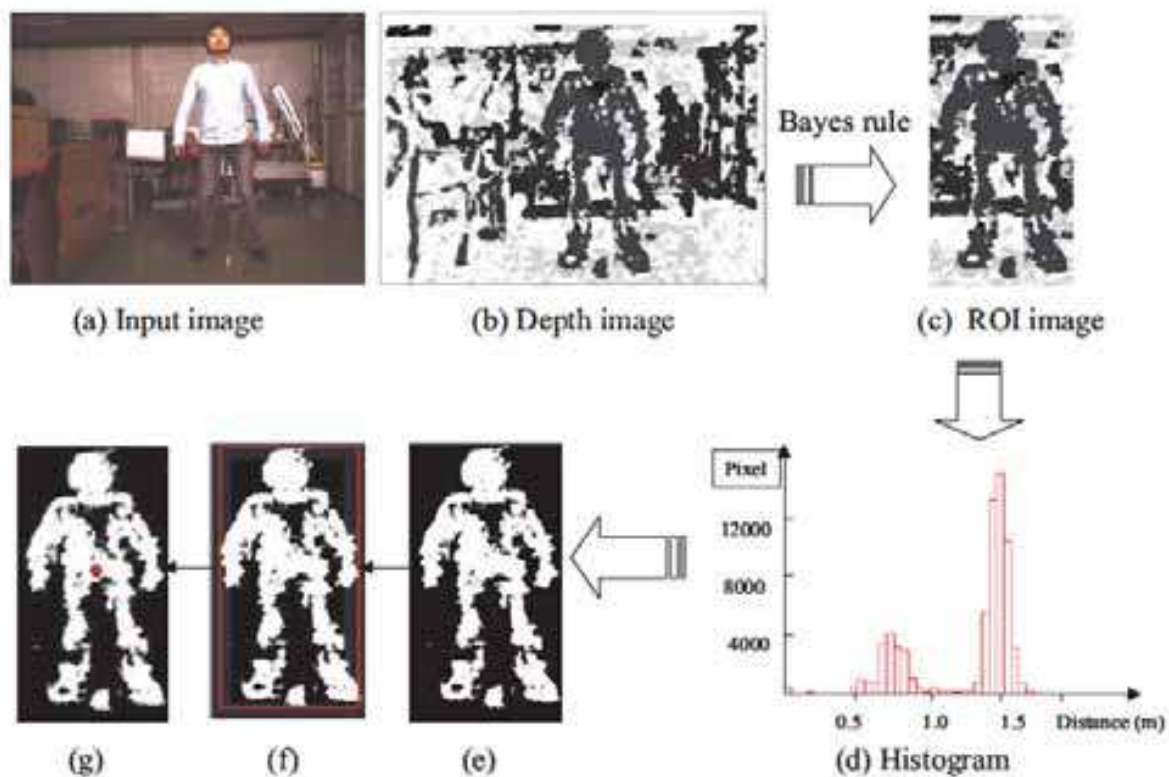 Bayes rule
(a) Input image
(b) Depth image
(c) ROI image
Pixel
12000
8000
4000
0.5
1.0
1.5
Distance (m)
(g)
(f)
(e)
(d) Histogram